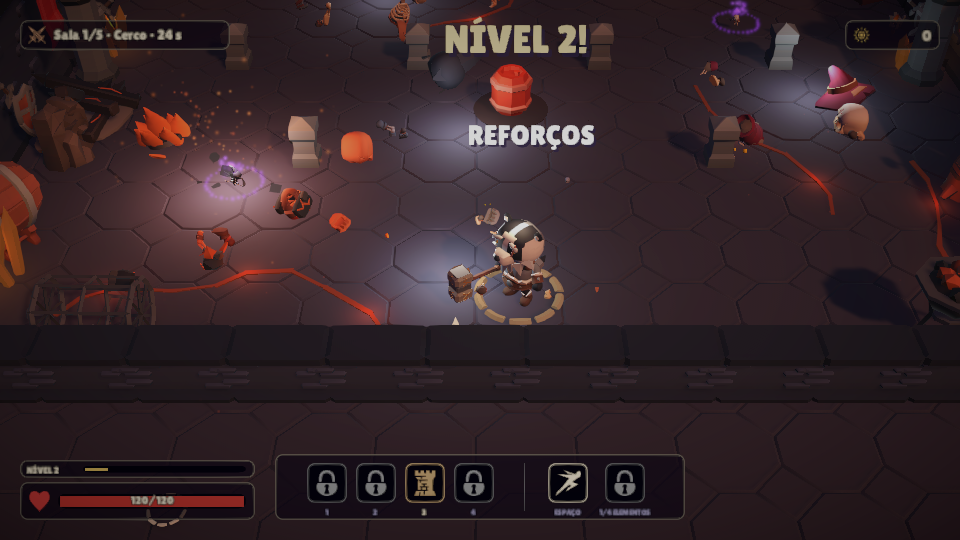 Sala 1/5 · Cerco · 24 s
NÍVEL 2!
0
REFORÇOS
NÍVEL 2
120/120
1
2
3
4
ESPAÇO
1/4 ELEMENTOS